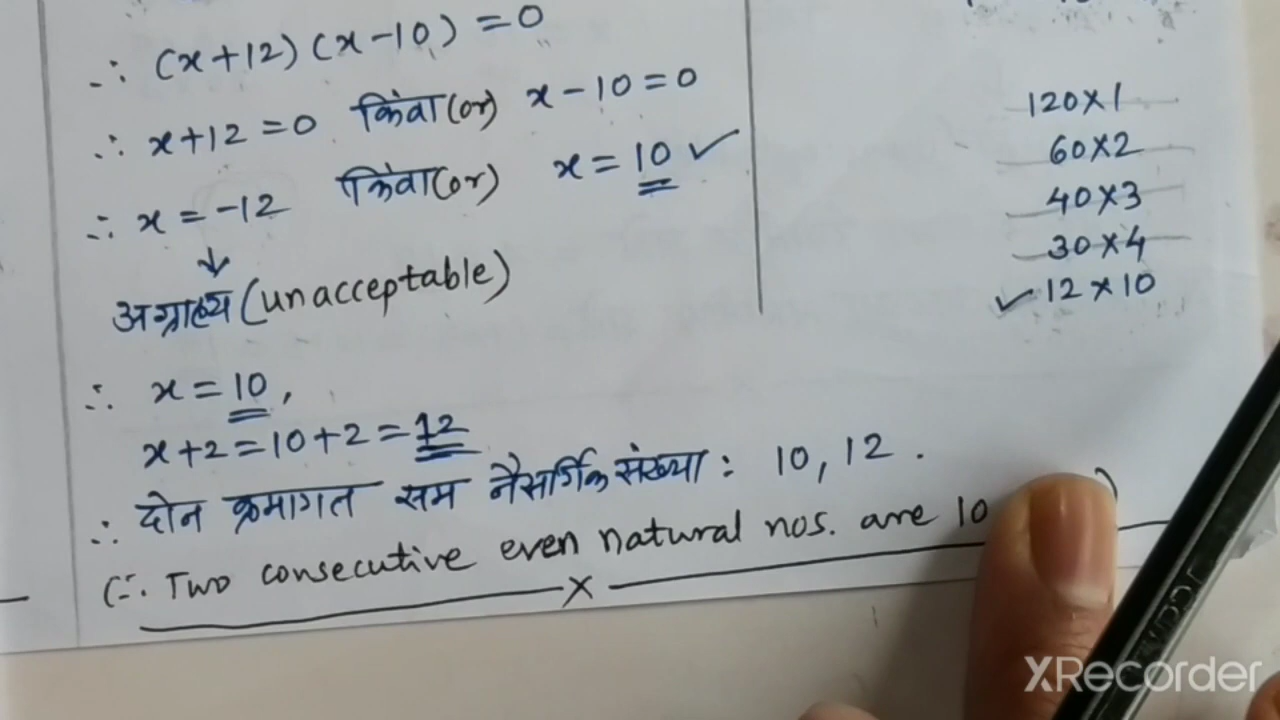 ∴ (x+12) (x-10) = 0
∴ x+12 = 0 किंवा (or) x - 10 = 0
∴ x = -12 किंवा (or) x = 10 ✓
↓
अग्राह्य (unacceptable)
∴ x = 10,
x+2 = 10+2 = 12
∴ दोन क्रमागत सम नैसर्गिक संख्या : 10, 12 .
(∴ Two consecutive even natural nos. are 10
X
120×1
60×2
40×3
30×4
✓ 12×10
XRecorder